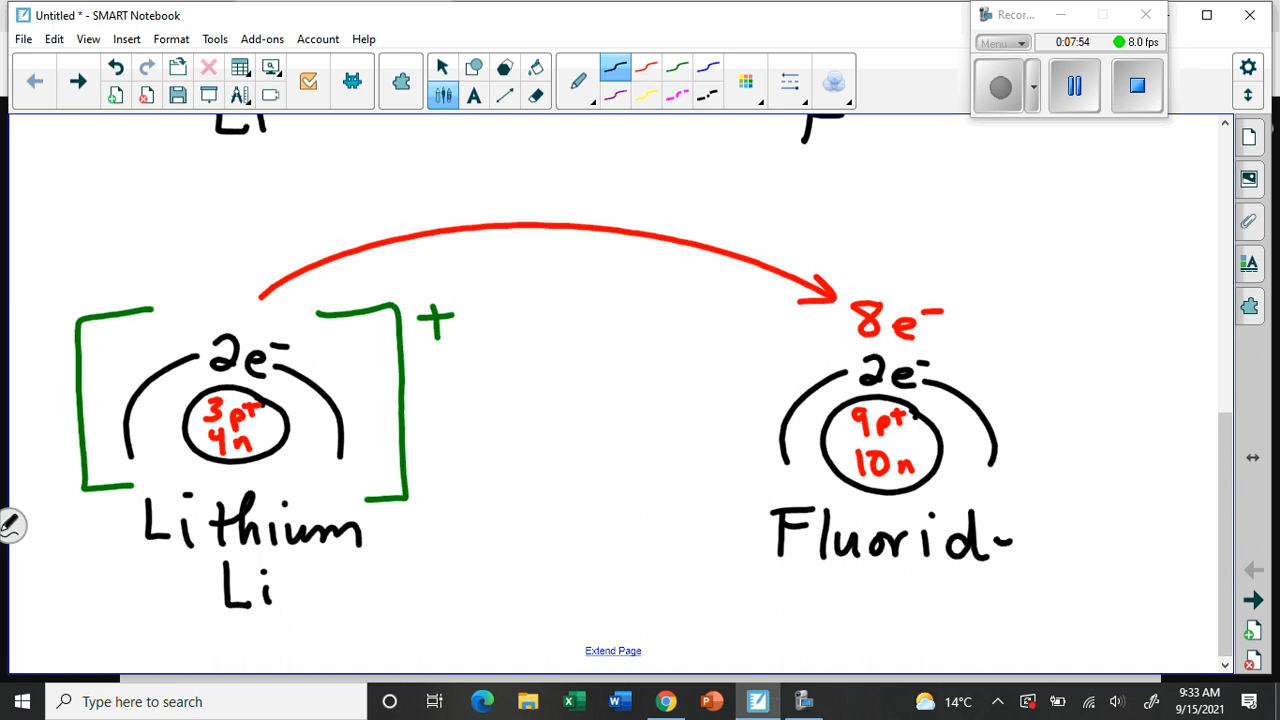 Untitled * - SMART Notebook
Recor...
File Edit View Insert Format Tools Add-ons Account Help
Menu
0:07:54
8.0 fps
Li
+
8e⁻
2e⁻
2e⁻
3p+
4n
9p+
10n
Lithium
Fluorid
Li
Extend Page
Type here to search
14°C
9:33 AM
9/15/2021